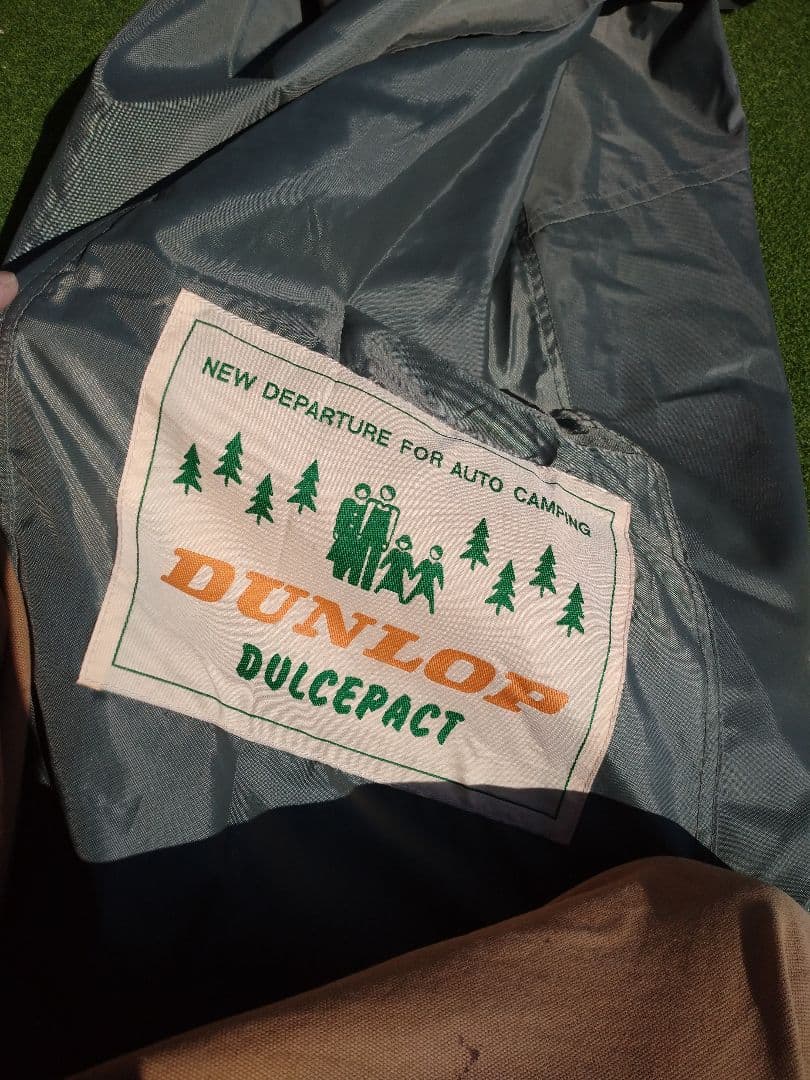 NEW DEPARTURE FOR AUTO CAMPING
DUNLOP
DULCEPACT